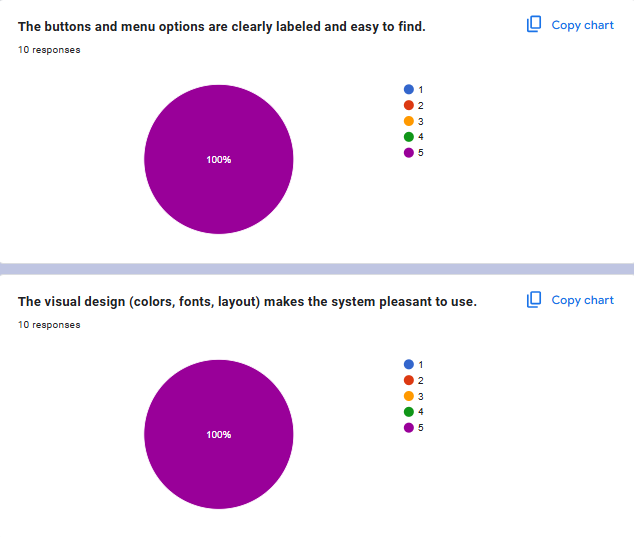 The buttons and menu options are clearly labeled and easy to find.
Copy chart
10 responses
100%
1
2
3
4
5
The visual design (colors, fonts, layout) makes the system pleasant to use.
Copy chart
10 responses
100%
1
2
3
4
5